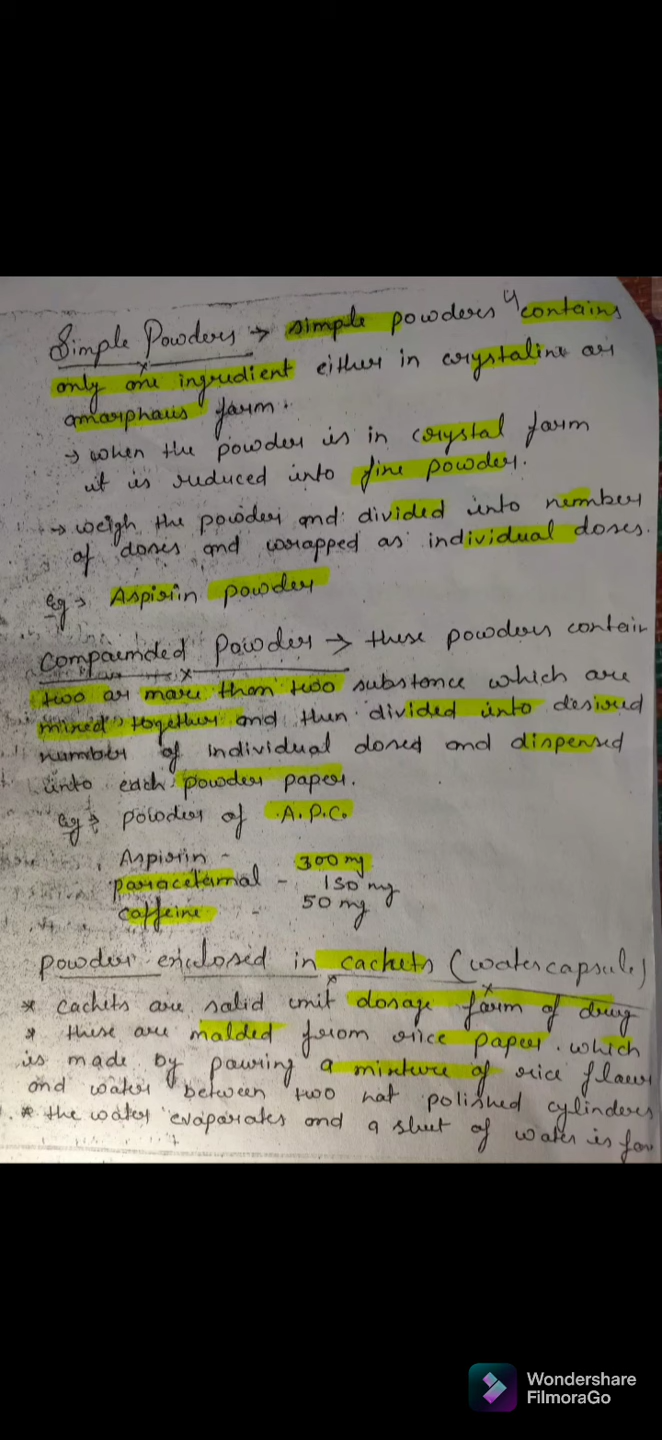 Simple Powders → simple powders contains
only one ingredient either in crystaline or
amorphous form.
→ when the powder is in crystal form
it is reduced into fine powder.
→ weigh the powder and divided into number
of doses and wrapped as individual doses.
eg → Aspirin powder
Compounded Powder → these powders contain
two or more than two substance which are
mixed together and then divided into desired
number of individual dosed and dispensed
into each powder paper.
eg → powder of A.P.C.
Aspirin - 300 mg
paracetamal - 150 mg
caffeine - 50 mg
powder enclosed in cachets (water capsule)
* cachets are solid unit dosage form of drug
* these are molded from rice paper. which
is made by pouring a mixture of rice flour
and water between two hot polished cylinders
* the water evaporates and a sheet of water is for
Wondershare
FilmoraGo